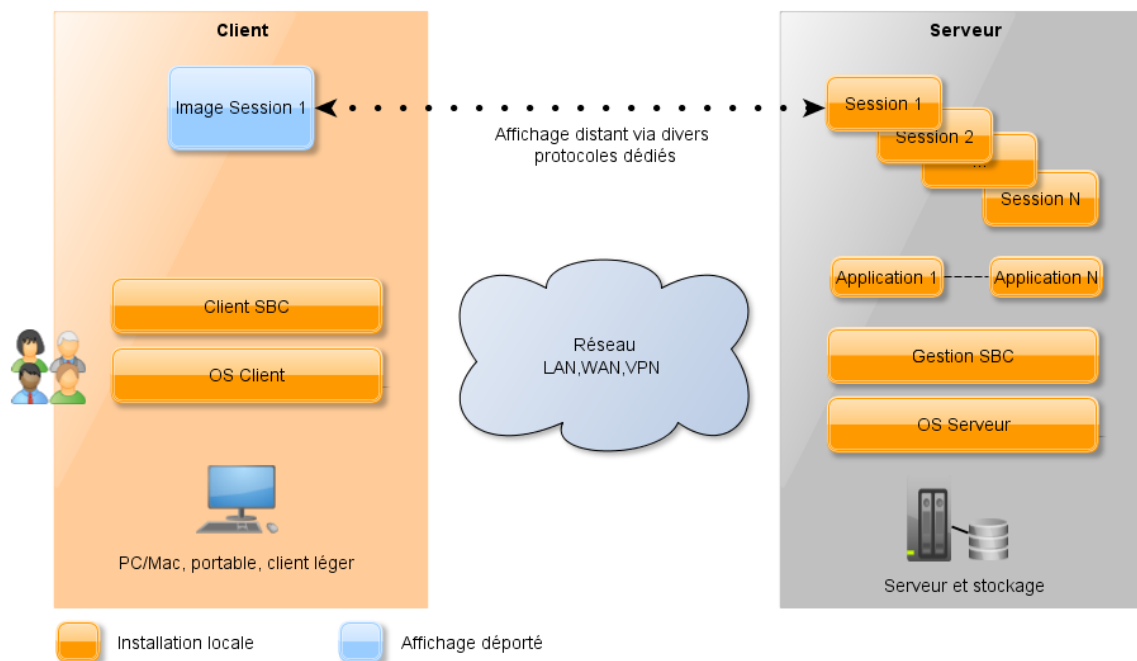 Client
Serveur
Image Session 1
Affichage distant via divers
protocoles dédiés
Session 1
Session 2
...
Session N
Application 1
Application N
Client SBC
OS Client
Réseau
LAN,WAN,VPN
Gestion SBC
OS Serveur
PC/Mac, portable, client léger
Serveur et stockage
Installation locale
Affichage déporté